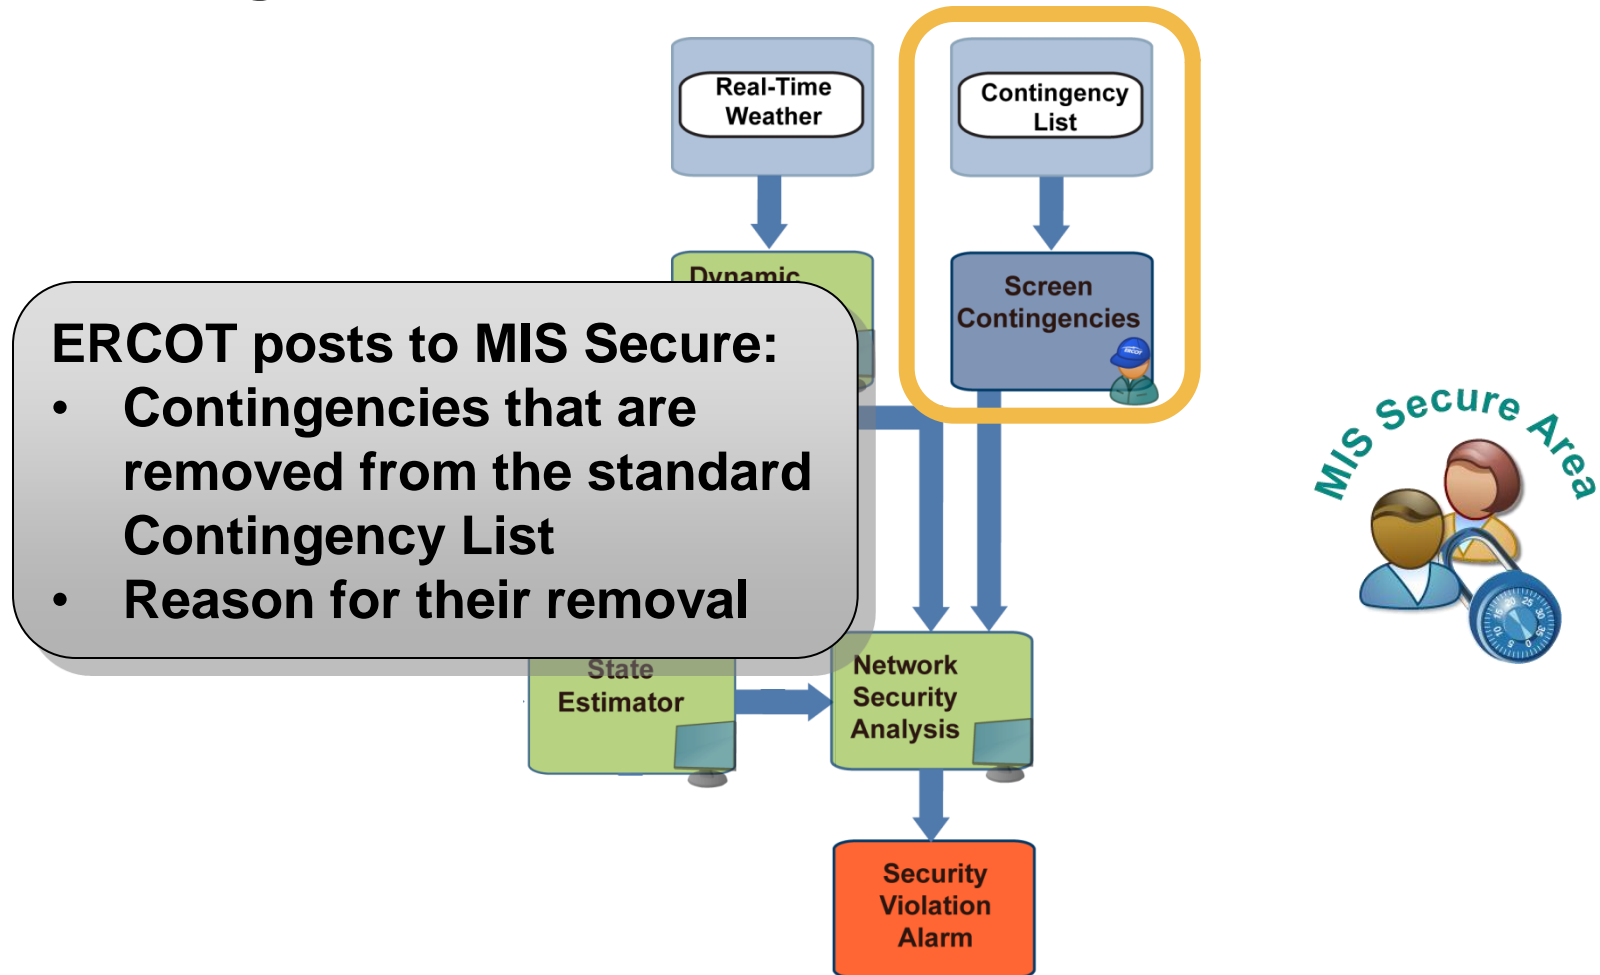 Real-Time
Weather
Contingency
List
Dynamic
Screen
Contingencies
ERCOT
ERCOT posts to MIS Secure:
• Contingencies that are
removed from the standard
Contingency List
• Reason for their removal
MIS Secure Area
State
Estimator
Network
Security
Analysis
Security
Violation
Alarm